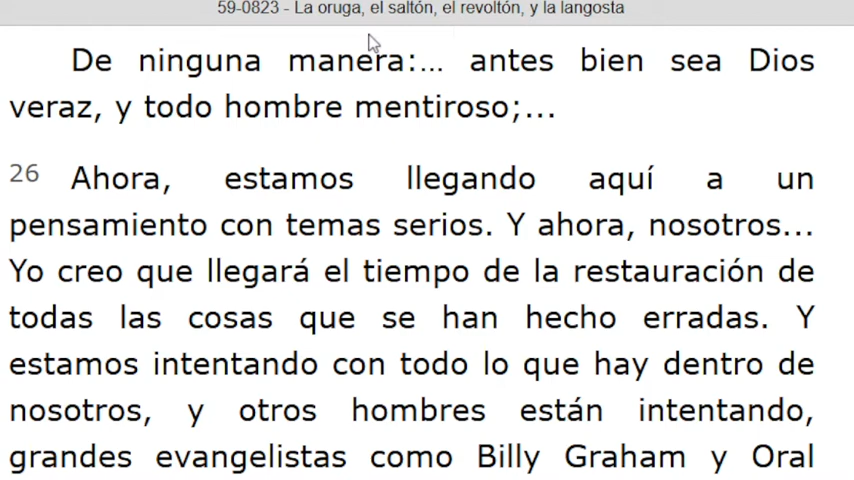 59-0823 - La oruga, el saltón, el revoltón, y la langosta
De ninguna manera:... antes bien sea Dios
veraz, y todo hombre mentiroso;...
26 Ahora, estamos llegando aquí a un
pensamiento con temas serios. Y ahora, nosotros...
Yo creo que llegará el tiempo de la restauración de
todas las cosas que se han hecho erradas. Y
estamos intentando con todo lo que hay dentro de
nosotros, y otros hombres están intentando,
grandes evangelistas como Billy Graham y Oral